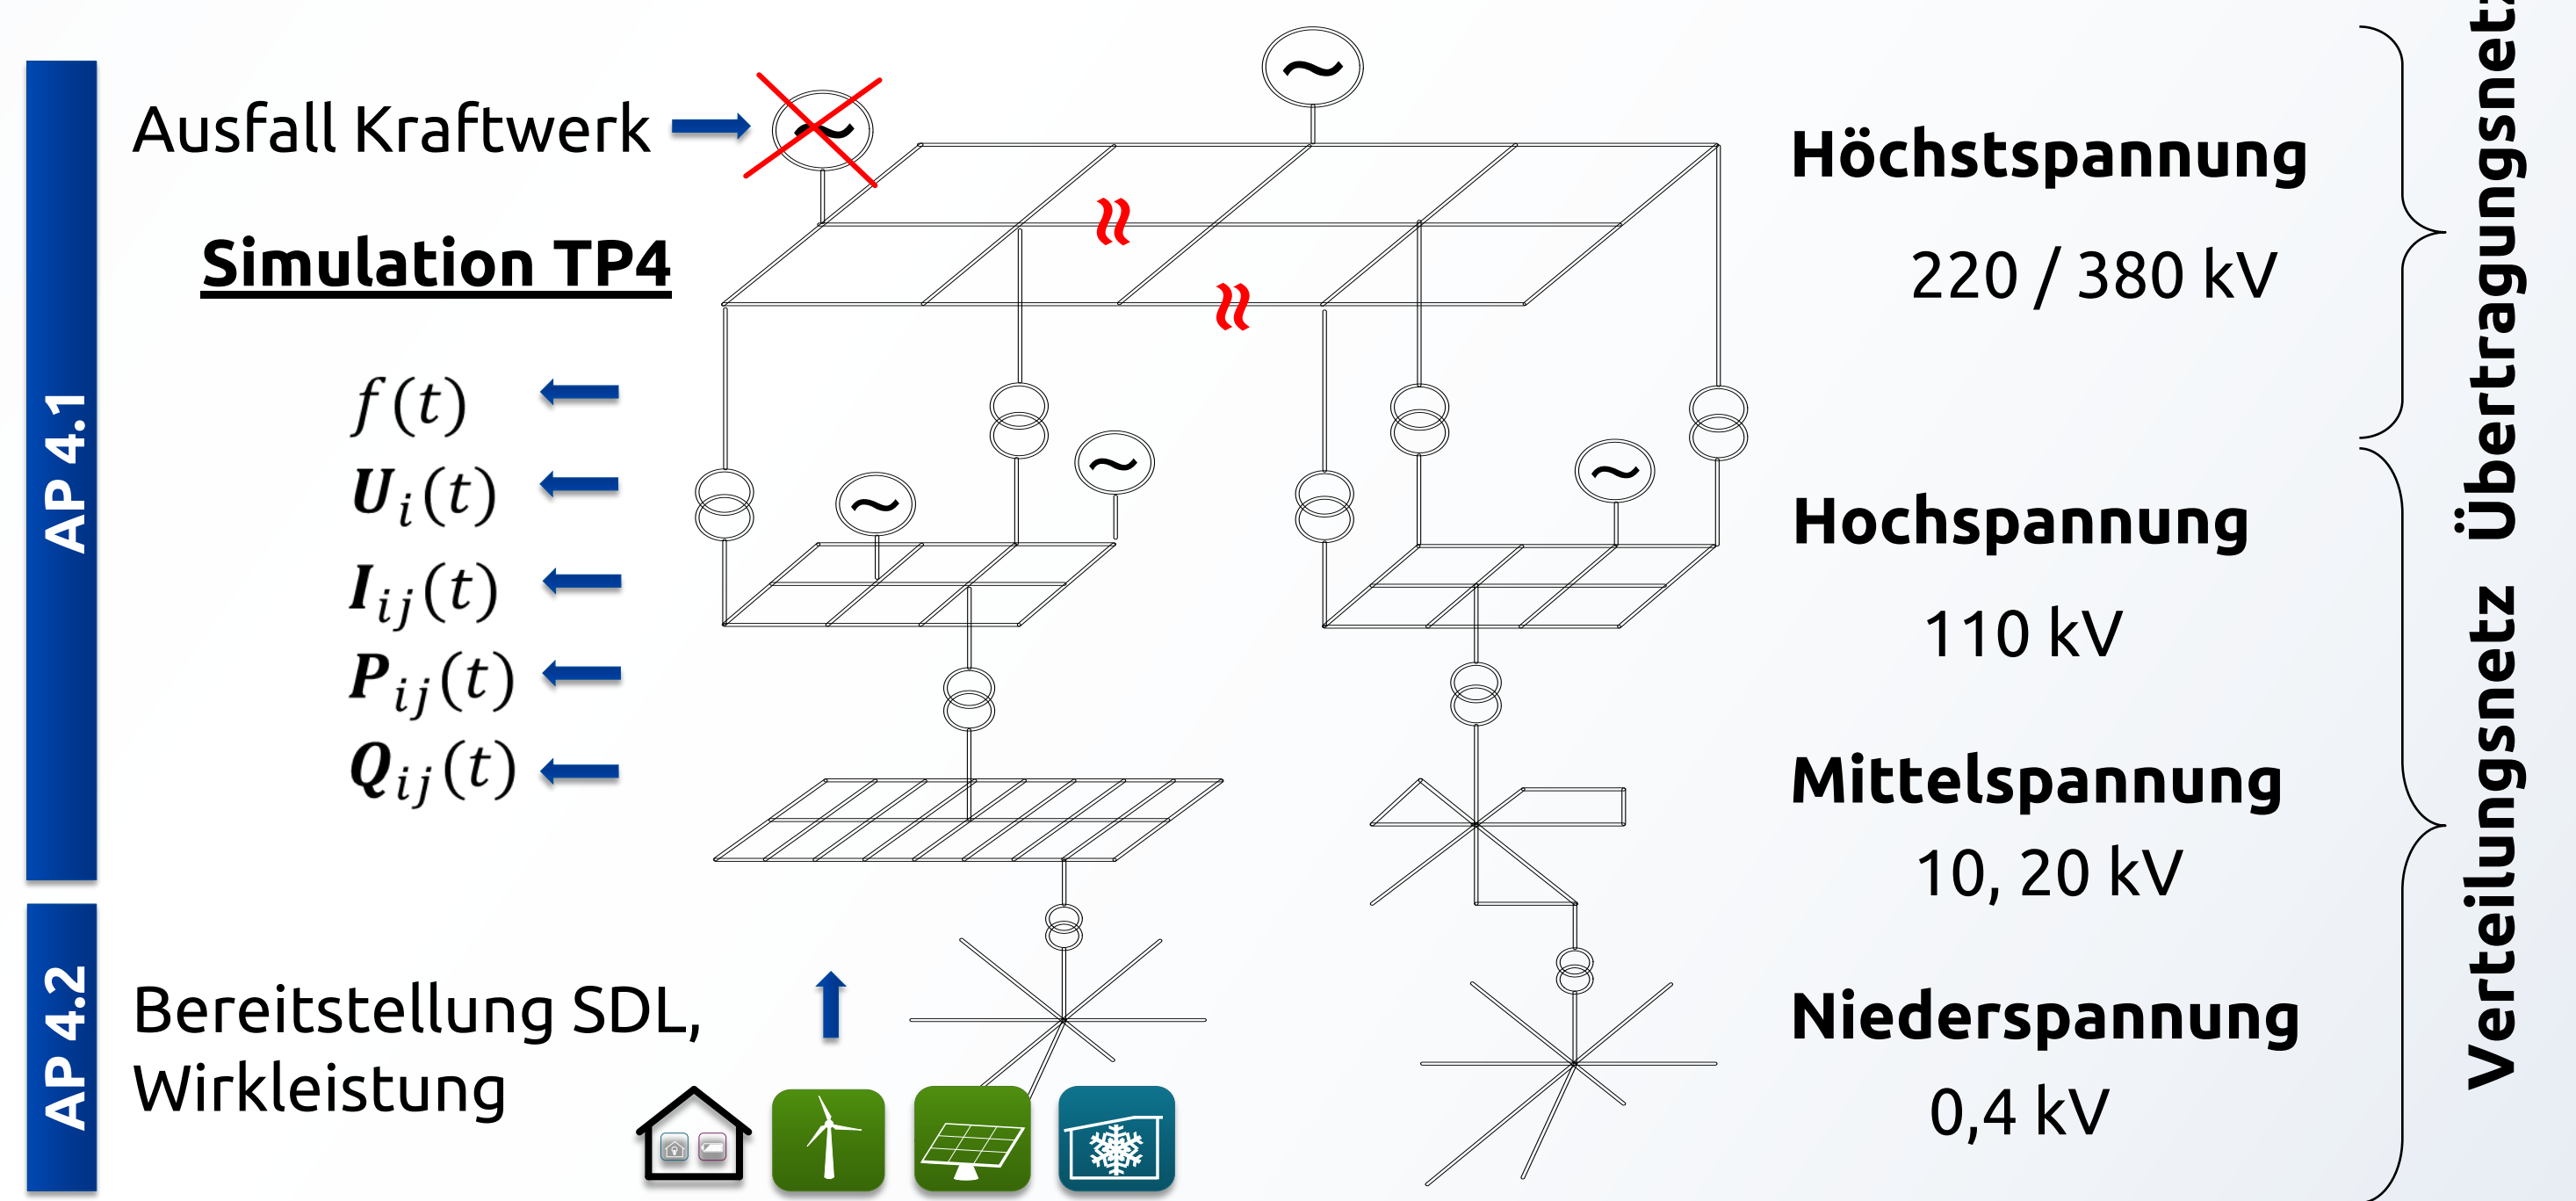 AP 4.1
Ausfall Kraftwerk
Simulation TP4
f(t)
U_i(t)
I_ij(t)
P_ij(t)
Q_ij(t)
AP 4.2
Bereitstellung SDL,
Wirkleistung
~
~
~
~
~
Höchstspannung
220 / 380 kV
Hochspannung
110 kV
Mittelspannung
10, 20 kV
Niederspannung
0,4 kV
Übertragungsnetz
Verteilungsnetz